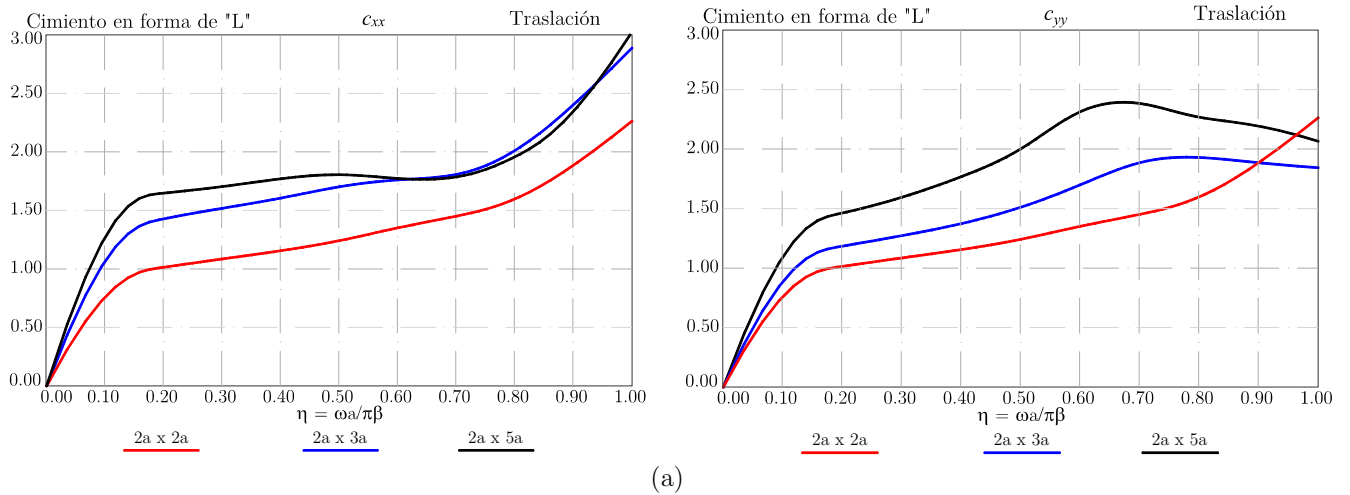 Cimiento en forma de "L" c_xx Traslación
3.00
2.50
2.00
1.50
1.00
0.50
0.00
0.00 0.10 0.20 0.30 0.40 0.50 0.60 0.70 0.80 0.90 1.00
η = ωa/πβ
2a x 2a 2a x 3a 2a x 5a
Cimiento en forma de "L" c_yy Traslación
3.00
2.50
2.00
1.50
1.00
0.50
0.00
0.00 0.10 0.20 0.30 0.40 0.50 0.60 0.70 0.80 0.90 1.00
η = ωa/πβ
2a x 2a 2a x 3a 2a x 5a
(a)